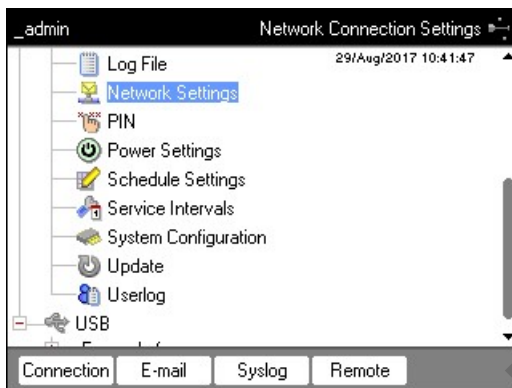 _admin Network Connection Settings
29/Aug/2017 10:41:47
Log File
Network Settings
PIN
Power Settings
Schedule Settings
Service Intervals
System Configuration
Update
Userlog
USB
Connection E-mail Syslog Remote